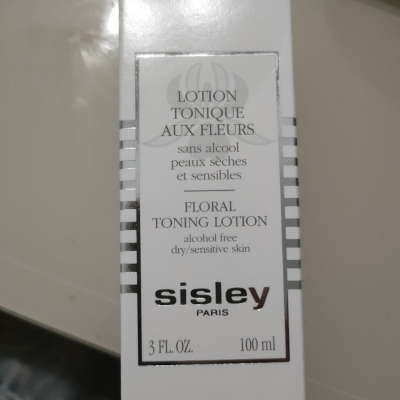 LOTION
TONIQUE
AUX FLEURS
sans alcool
peaux sèches
et sensibles
FLORAL
TONING LOTION
alcohol free
dry/sensitive skin
sisley
PARIS
3 FL. OZ. 100 ml